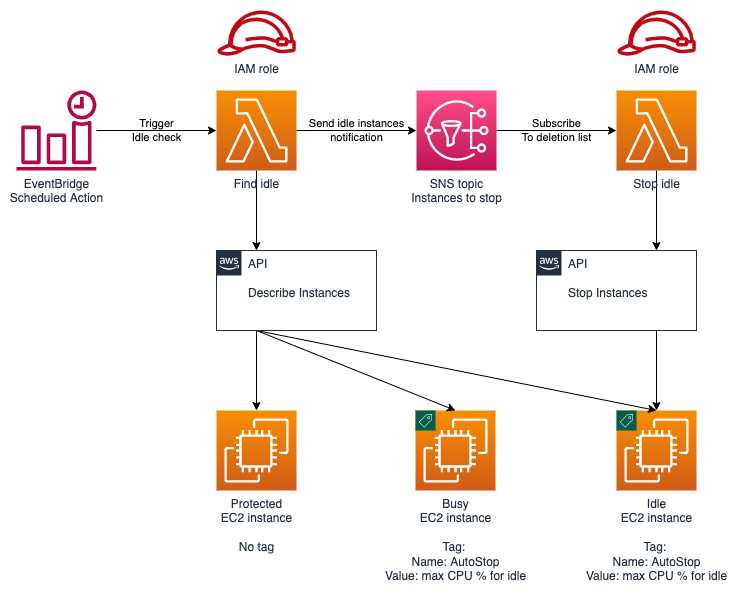 IAM role
IAM role
Trigger
Idle check
Send idle instances
notification
Subscribe
To deletion list
EventBridge
Scheduled Action
Find idle
SNS topic
Instances to stop
Stop idle
aws
API
Describe Instances
aws
API
Stop Instances
Protected
EC2 instance
No tag
Busy
EC2 instance
Tag:
Name: AutoStop
Value: max CPU % for idle
Idle
EC2 instance
Tag:
Name: AutoStop
Value: max CPU % for idle